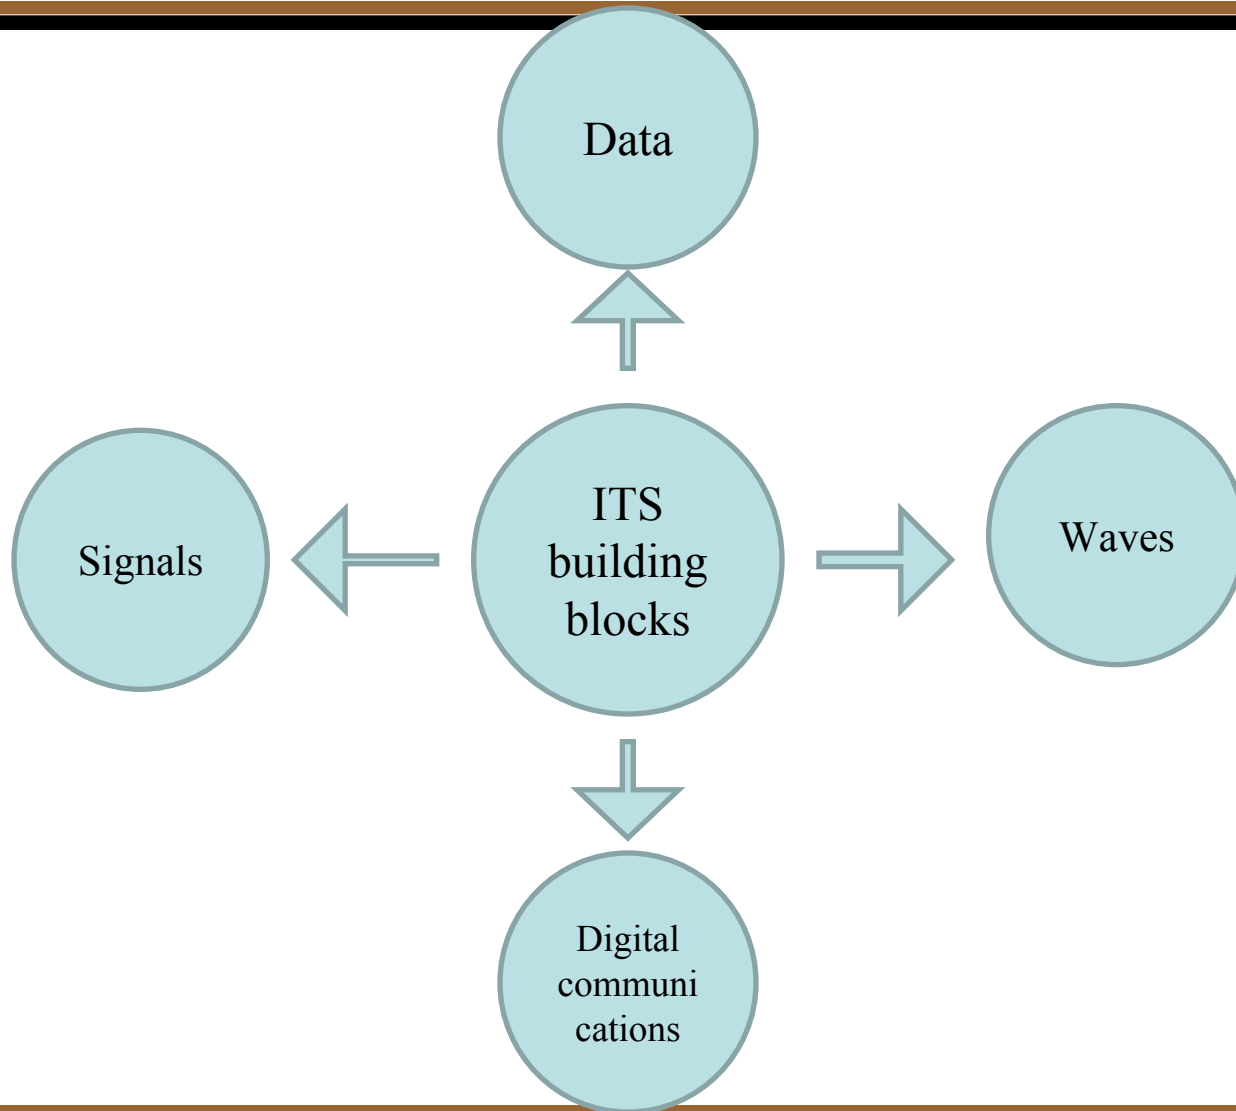 Data
ITS
building
blocks
Signals
Waves
Digital
communi
cations